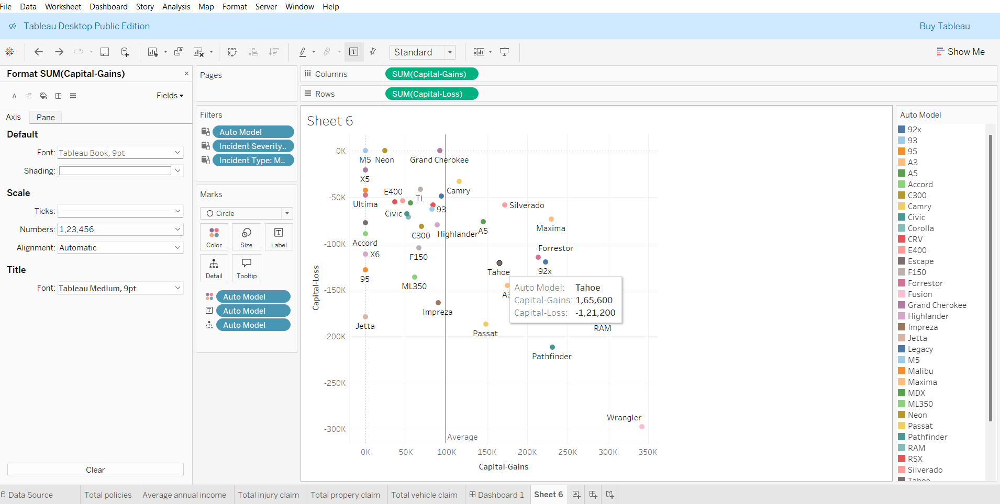 File Data Worksheet Dashboard Story Analysis Map Format Server Window Help
Tableau Desktop Public Edition
Buy Tableau
Standard
Show Me
Format SUM(Capital-Gains)
Fields
Axis
Pane
Default
Font: Tableau Book, 9pt
Shading:
Scale
Ticks:
Numbers: 1,23,456
Alignment: Automatic
Title
Font: Tableau Medium, 9pt
Clear
Pages
Filters
Auto Model
Incident Severity..
Incident Type: M..
Marks
Circle
Color
Size
Label
Detail
Tooltip
Auto Model
Auto Model
Auto Model
Columns
SUM(Capital-Gains)
Rows
SUM(Capital-Loss)
Sheet 6
0K
-50K
-100K
-150K
-200K
-250K
-300K
Capital-Loss
M5
Neon
Grand Cherokee
X5
Camry
E400
TL
Ultima
93
Silverado
Civic
Maxima
A5
C300
Highlander
Accord
Forrestor
X6
F150
92x
Tahoe
95
ML350
A3
Impreza
Jetta
RAM
Passat
Pathfinder
Wrangler
Average
Auto Model: Tahoe
Capital-Gains: 1,65,600
Capital-Loss: -1,21,200
0K
50K
100K
150K
200K
250K
300K
350K
Capital-Gains
Auto Model
92x
93
95
A3
A5
Accord
C300
Camry
Civic
Corolla
CRV
E400
Escape
F150
Forrestor
Fusion
Grand Cherokee
Highlander
Impreza
Jetta
Legacy
M5
Malibu
Maxima
MDX
ML350
Neon
Passat
Pathfinder
RAM
RSX
Silverado
Tahoe
Data Source
Total policies
Average annual income
Total injury claim
Total propery claim
Total vehicle claim
Dashboard 1
Sheet 6